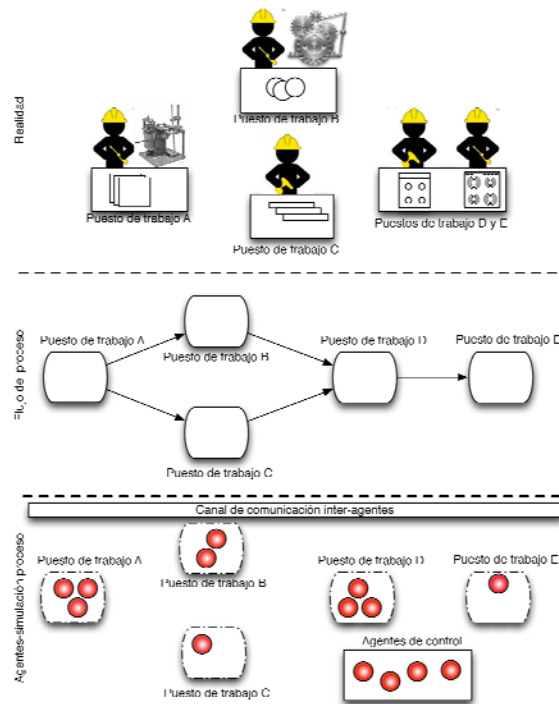 Realidad
Puesto de trabajo B
Puesto de trabajo A
Puesto de trabajo C
Puestos de trabajo D y E
Flujo de proceso
Puesto de trabajo A
Puesto de trabajo B
Puesto de trabajo D
Puesto de trabajo E
Puesto de trabajo C
Agentes-simulación proceso
Canal de comunicación inter-agentes
Puesto de trabajo A
Puesto de trabajo B
Puesto de trabajo D
Puesto de trabajo E
Puesto de trabajo C
Agentes de control